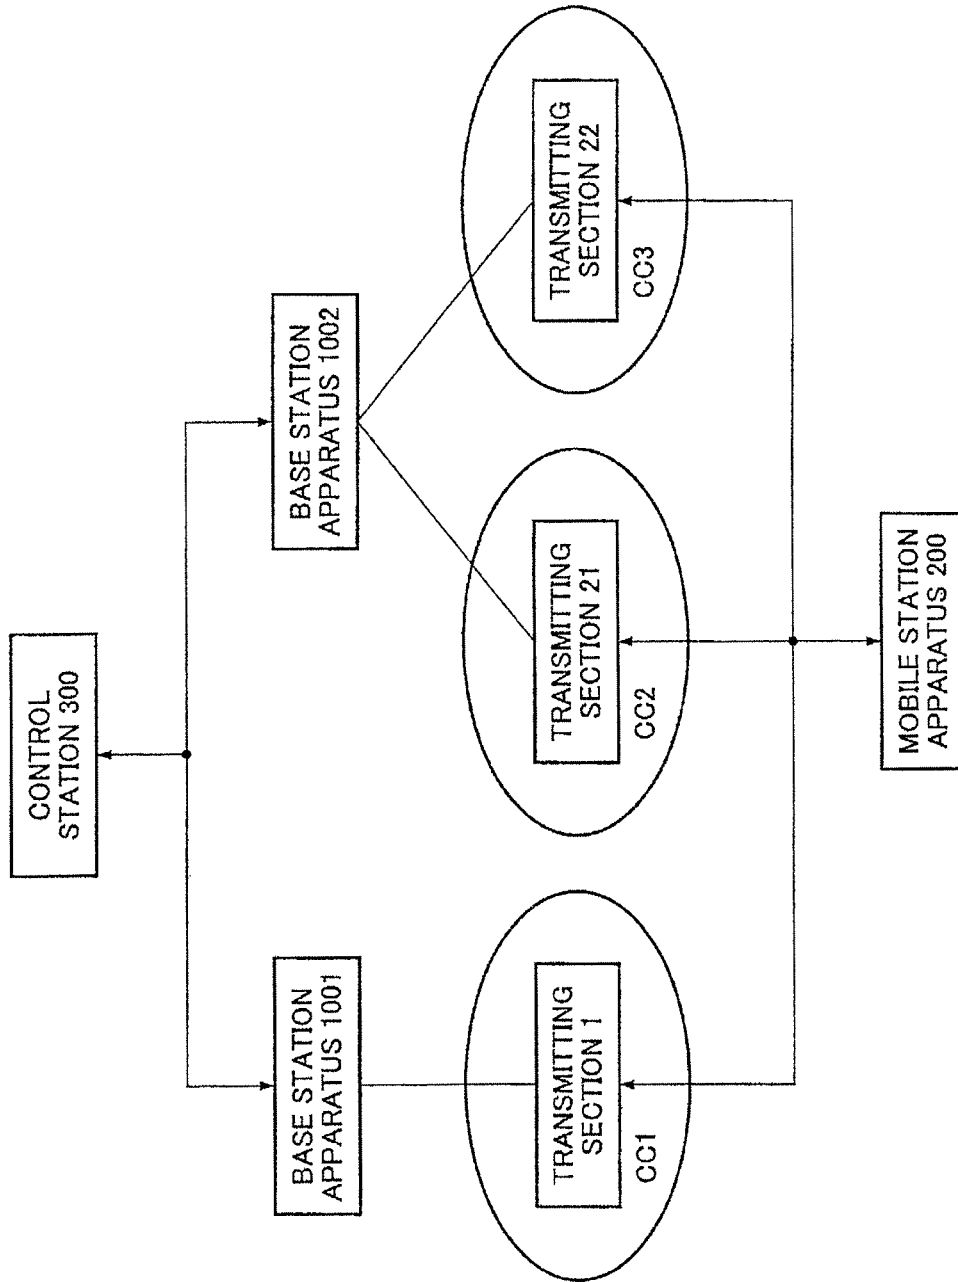 CONTROL
STATION 300
BASE STATION
APPARATUS 1001
BASE STATION
APPARATUS 1002
TRANSMITTING
SECTION 1
CC1
TRANSMITTING
SECTION 21
CC2
TRANSMITTING
SECTION 22
CC3
MOBILE STATION
APPARATUS 200